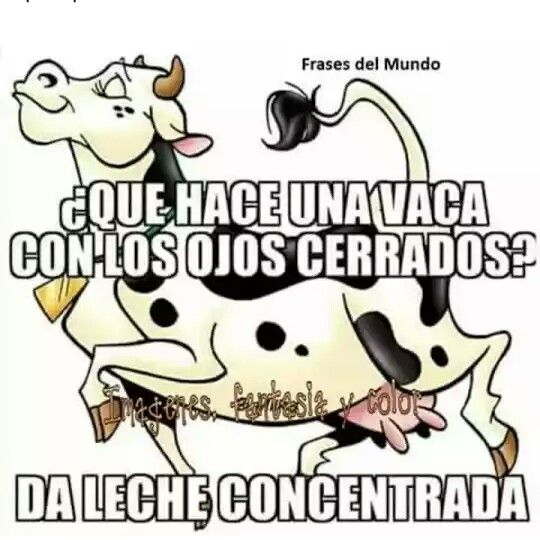 Frases del Mundo
¿QUE HACE UNA VACA
CON LOS OJOS CERRADOS?
Imagenes, fantasia y color
DA LECHE CONCENTRADA